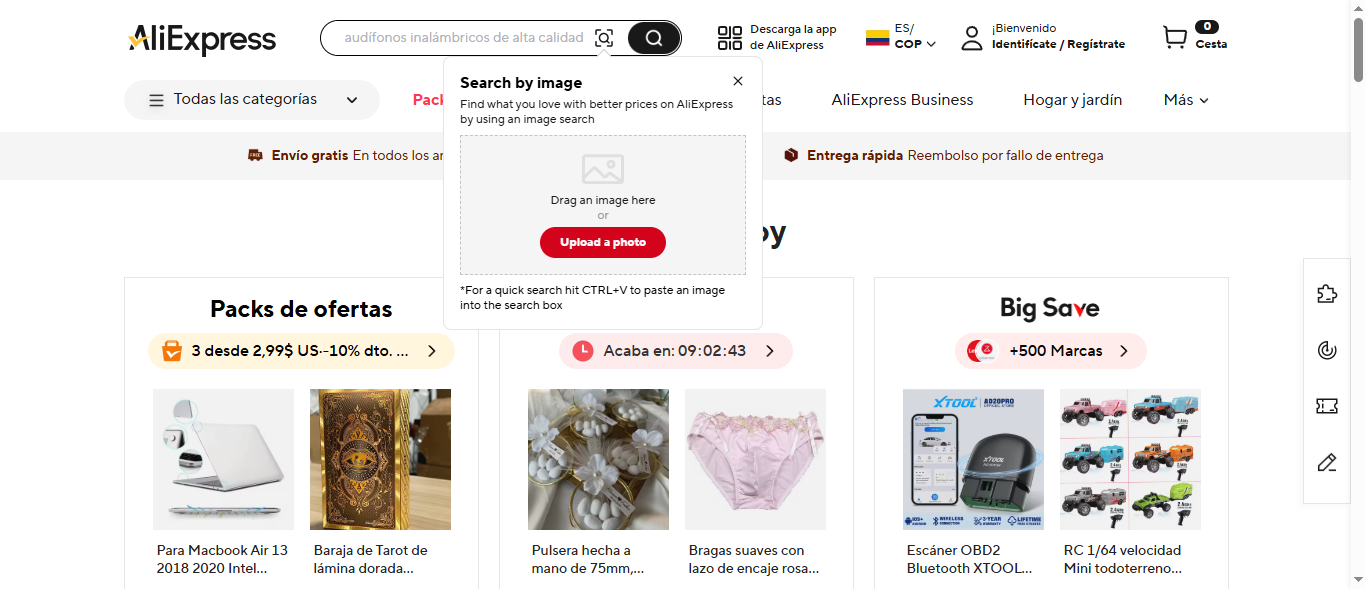 AliExpress
audífonos inalámbricos de alta calidad
Descarga la app
de AliExpress
ES/
COP
¡Bienvenido
Identifícate / Regístrate
0
Cesta
Todas las categorías
Pack
tas
AliExpress Business
Hogar y jardín
Más
Search by image
Find what you love with better prices on AliExpress
by using an image search
Drag an image here
or
Upload a photo
*For a quick search hit CTRL+V to paste an image
into the search box
FREE
Envío gratis En todos los ar
Entrega rápida Reembolso por fallo de entrega
oy
Packs de ofertas
3 desde 2,99$ US·-10% dto. ...
Acaba en: 09:02:43
Big Save
+500 Marcas
XTOOL AD20PRO
XTOOL
WIRELESS
3-YEAR
LIFETIME
Para Macbook Air 13
2018 2020 Intel...
Baraja de Tarot de
lámina dorada...
Pulsera hecha a
mano de 75mm,...
Bragas suaves con
lazo de encaje rosa...
Escáner OBD2
Bluetooth XTOOL...
RC 1/64 velocidad
Mini todoterreno...